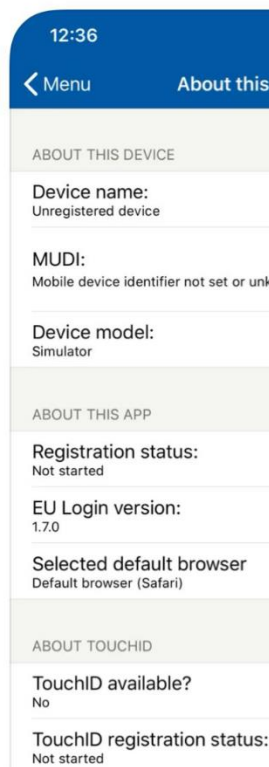 12:36
Menu About this
ABOUT THIS DEVICE
Device name:
Unregistered device
MUDI:
Mobile device identifier not set or unk
Device model:
Simulator
ABOUT THIS APP
Registration status:
Not started
EU Login version:
1.7.0
Selected default browser
Default browser (Safari)
ABOUT TOUCHID
TouchID available?
No
TouchID registration status:
Not started